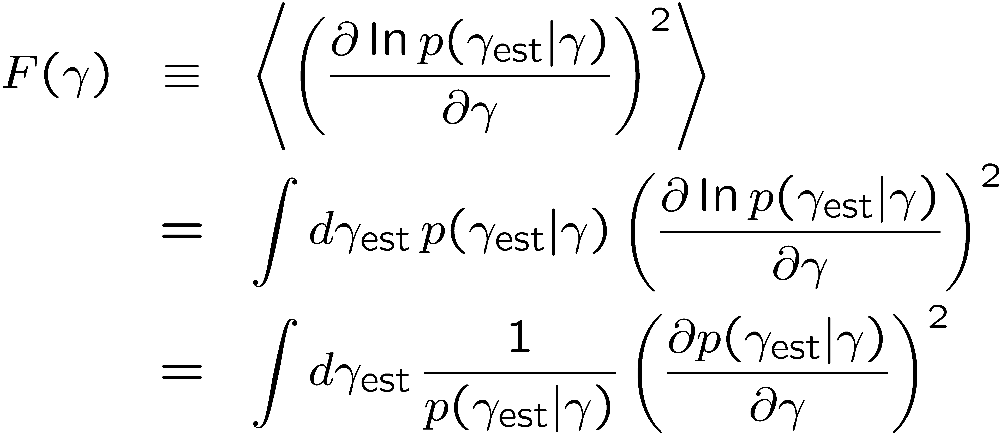 F(γ) ≡ ⟨(∂ ln p(γ_est|γ) / ∂γ)²⟩
= ∫ dγ_est p(γ_est|γ) (∂ ln p(γ_est|γ) / ∂γ)²
= ∫ dγ_est 1 / p(γ_est|γ) (∂p(γ_est|γ) / ∂γ)²